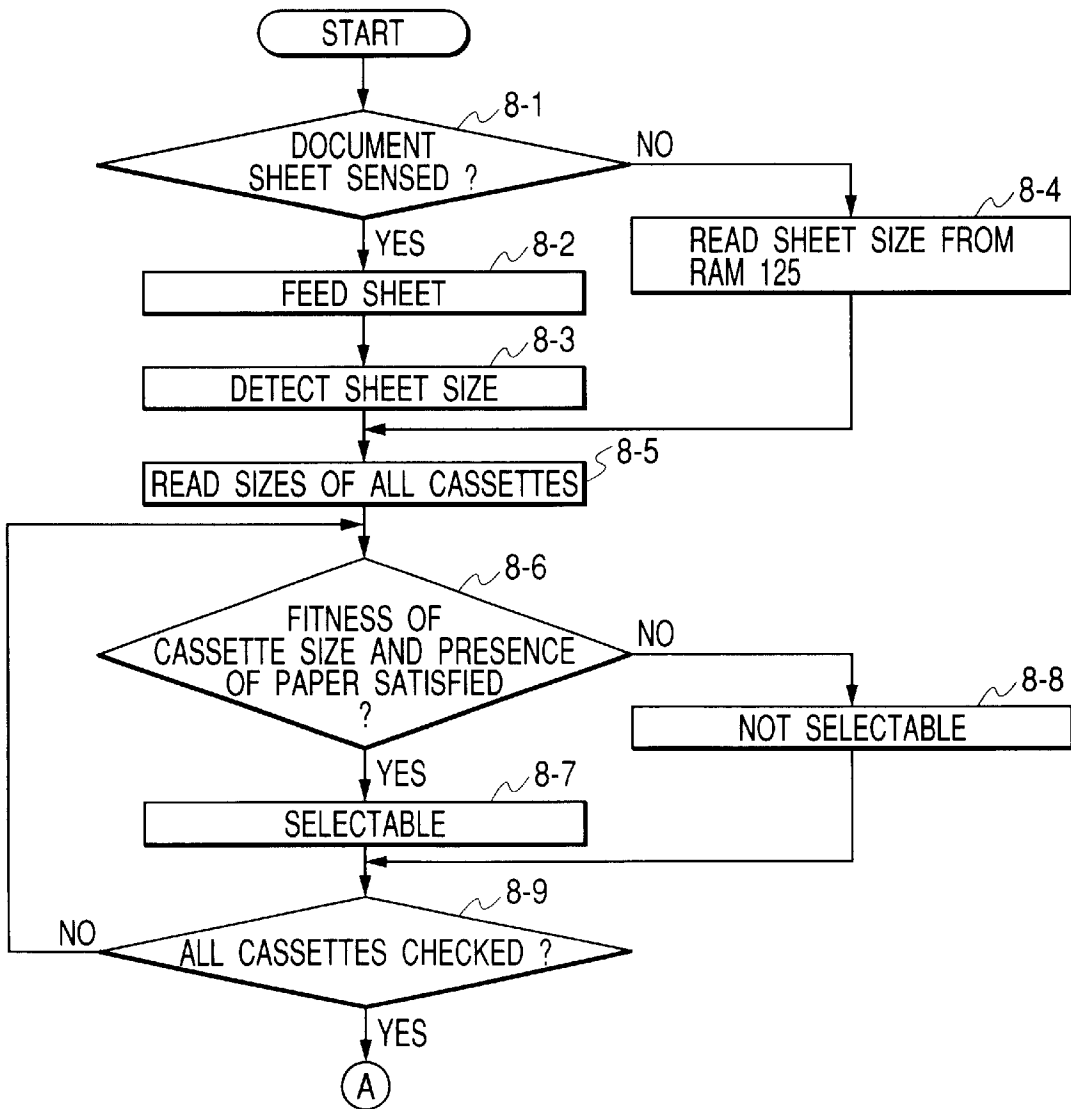 START
8-1
DOCUMENT
SHEET SENSED ?
NO
YES
8-4
READ SHEET SIZE FROM
RAM 125
8-2
FEED SHEET
8-3
DETECT SHEET SIZE
8-5
READ SIZES OF ALL CASSETTES
8-6
FITNESS OF
CASSETTE SIZE AND PRESENCE
OF PAPER SATISFIED
?
NO
YES
8-8
NOT SELECTABLE
8-7
SELECTABLE
8-9
NO
ALL CASSETTES CHECKED ?
YES
A